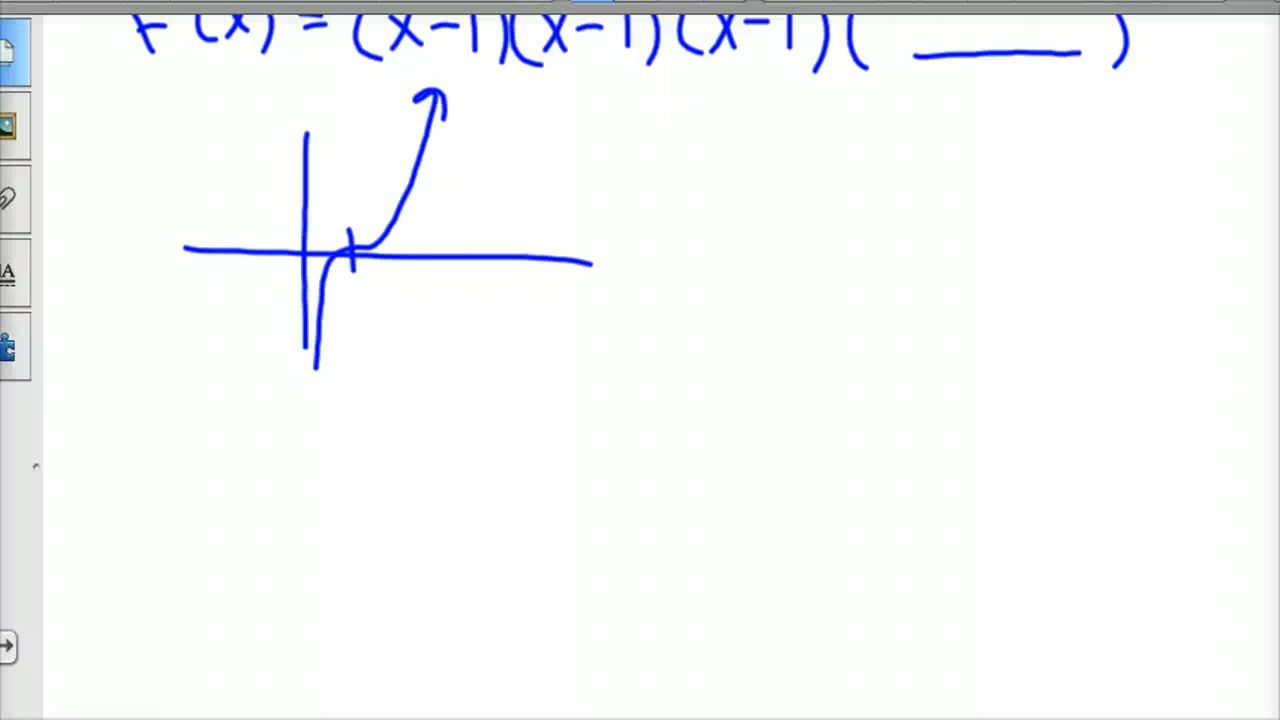 f(x) = (x-1)(x-1)(x-1)( ____ )
A